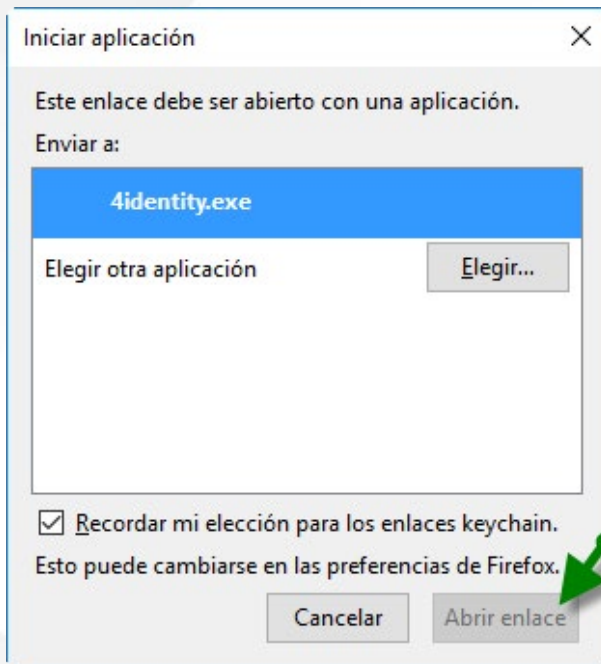 Iniciar aplicación
Este enlace debe ser abierto con una aplicación.
Enviar a:
4identity.exe
Elegir otra aplicación
Elegir...
Recordar mi elección para los enlaces keychain.
Esto puede cambiarse en las preferencias de Firefox.
Cancelar
Abrir enlace